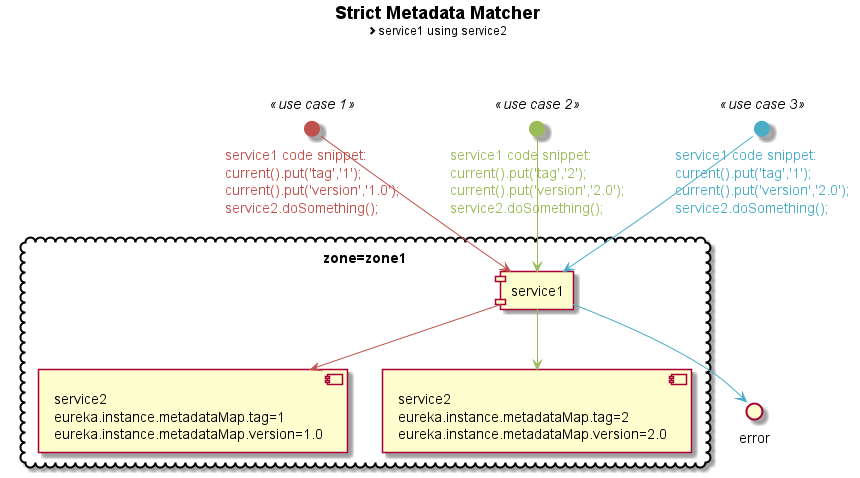 Strict Metadata Matcher
service1 using service2
«use case 1»
«use case 2»
«use case 3»
service1 code snippet:
current().put('tag','1');
current().put('version','1.0');
service2.doSomething();
service1 code snippet:
current().put('tag','2');
current().put('version','2.0');
service2.doSomething();
service1 code snippet:
current().put('tag','1');
current().put('version','2.0');
service2.doSomething();
zone=zone1
service1
service2
eureka.instance.metadataMap.tag=1
eureka.instance.metadataMap.version=1.0
service2
eureka.instance.metadataMap.tag=2
eureka.instance.metadataMap.version=2.0
error